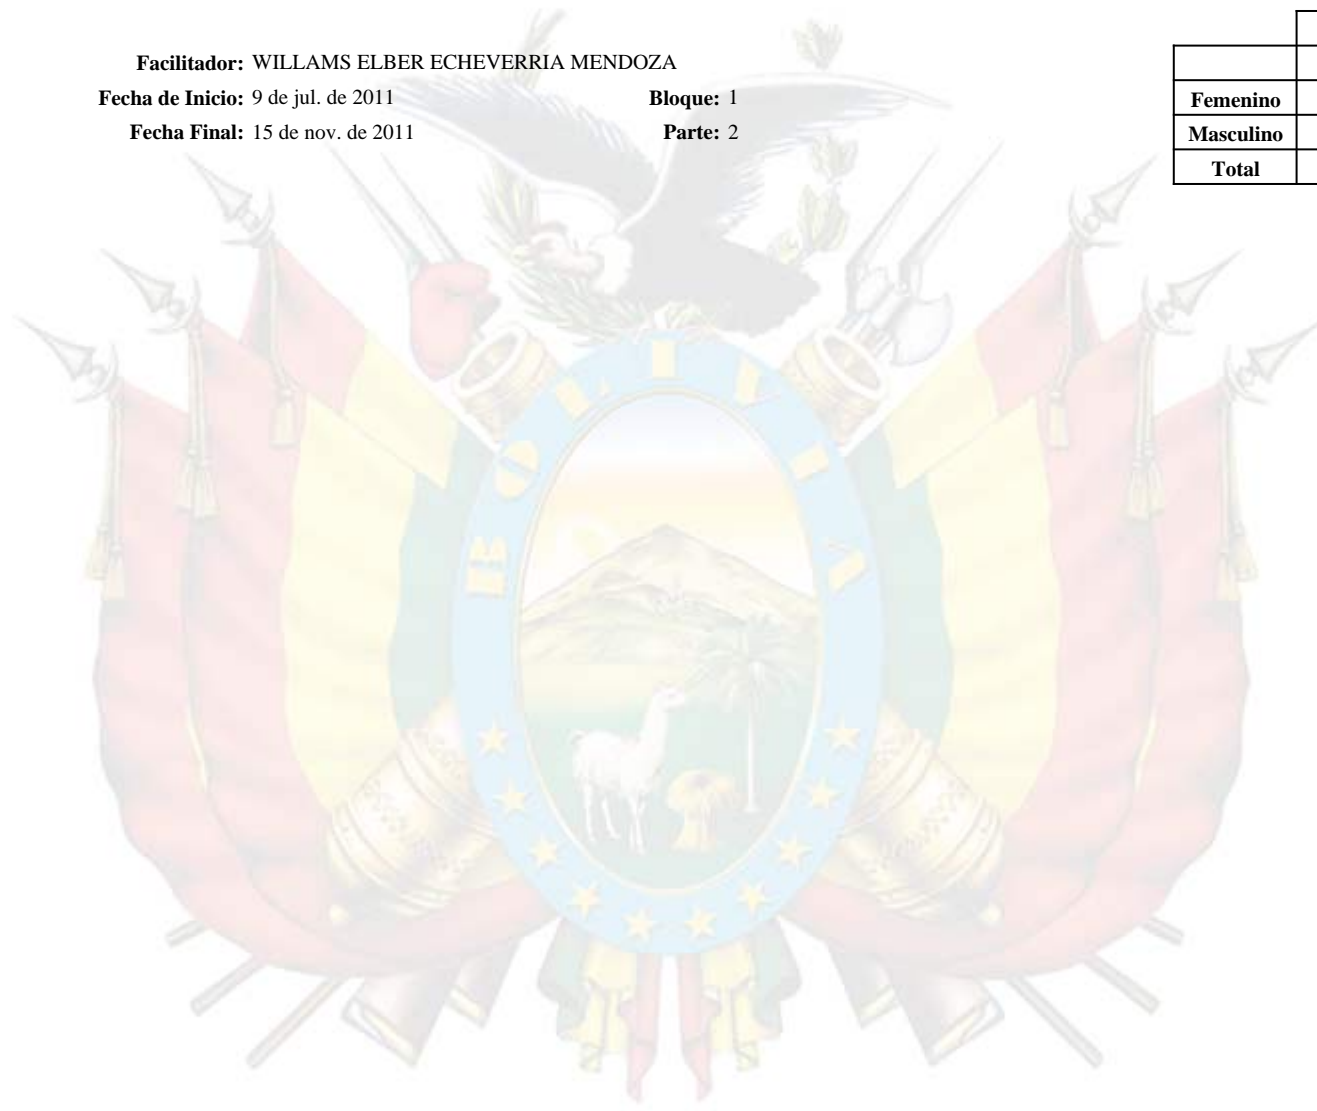 Facilitador: WILLAMS ELBER ECHEVERRIA MENDOZA
Fecha de Inicio: 9 de jul. de 2011 Bloque: 1
Fecha Final: 15 de nov. de 2011 Parte: 2
Femenino
Masculino
Total
BOLIVIA